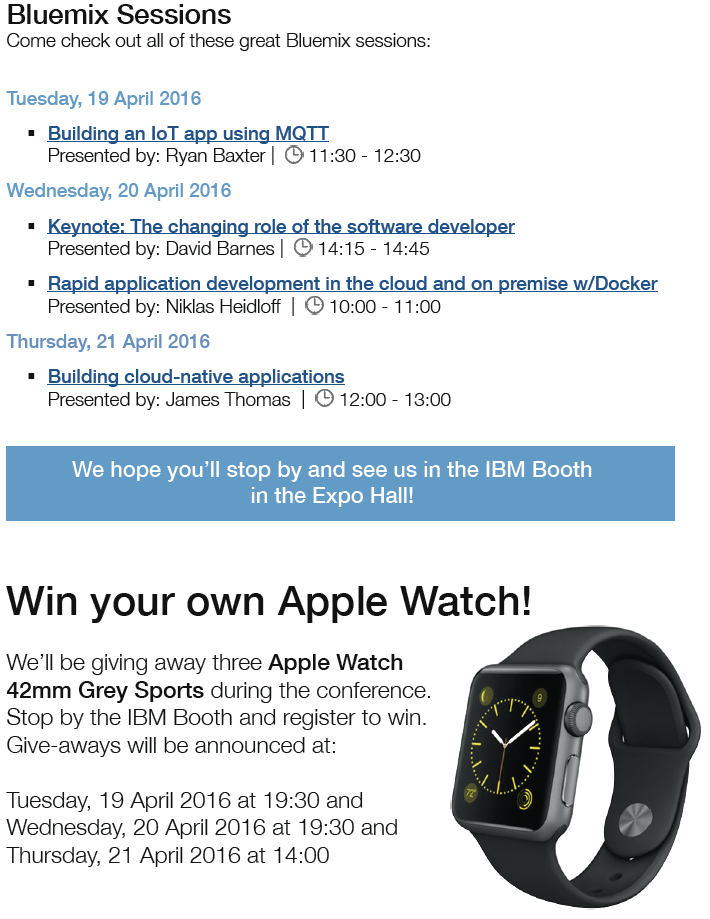 Bluemix Sessions
Come check out all of these great Bluemix sessions:
Tuesday, 19 April 2016
▪ Building an IoT app using MQTT
Presented by: Ryan Baxter | 11:30 - 12:30
Wednesday, 20 April 2016
▪ Keynote: The changing role of the software developer
Presented by: David Barnes | 14:15 - 14:45
▪ Rapid application development in the cloud and on premise w/Docker
Presented by: Niklas Heidloff | 10:00 - 11:00
Thursday, 21 April 2016
▪ Building cloud-native applications
Presented by: James Thomas | 12:00 - 13:00
We hope you’ll stop by and see us in the IBM Booth
in the Expo Hall!
Win your own Apple Watch!
We’ll be giving away three Apple Watch
42mm Grey Sports during the conference.
Stop by the IBM Booth and register to win.
Give-aways will be announced at:
Tuesday, 19 April 2016 at 19:30 and
Wednesday, 20 April 2016 at 19:30 and
Thursday, 21 April 2016 at 14:00
9
72°